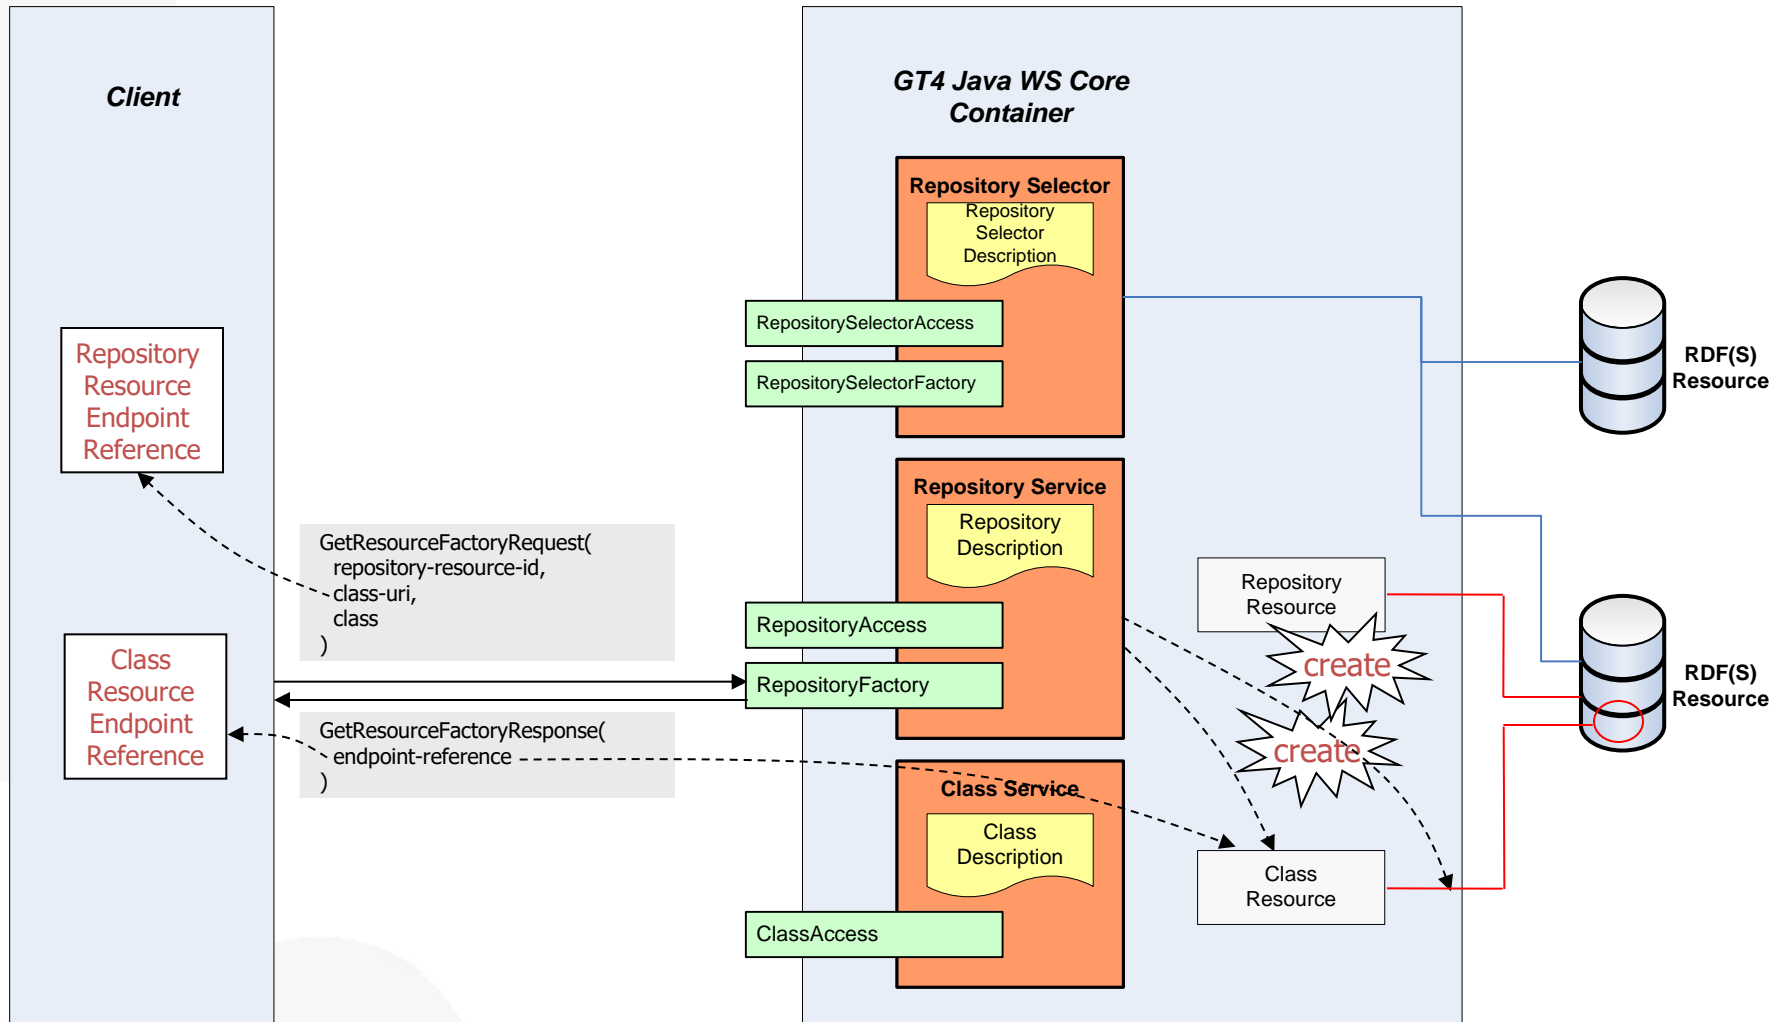 Client
GT4 Java WS Core
Container
Repository Selector
Repository
Selector
Description
RepositorySelectorAccess
RepositorySelectorFactory
RDF(S)
Resource
Repository
Resource
Endpoint
Reference
Repository Service
Repository
Description
GetResourceFactoryRequest(
repository-resource-id,
class-uri,
class
)
Repository
Resource
RepositoryAccess
create
RepositoryFactory
Class
Resource
Endpoint
Reference
RDF(S)
Resource
GetResourceFactoryResponse(
endpoint-reference
)
create
Class Service
Class
Description
Class
Resource
ClassAccess